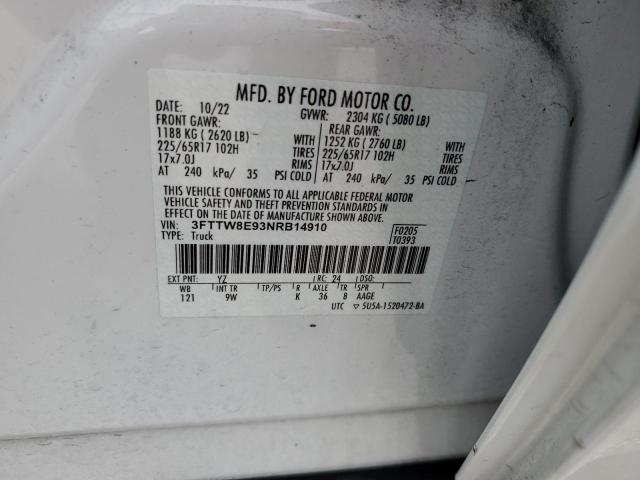 MFD. BY FORD MOTOR CO.
DATE: 10/22 GVWR: 2304 KG ( 5080 LB)
FRONT GAWR: REAR GAWR:
1188 KG ( 2620 LB) WITH 1252 KG ( 2760 LB) WITH
225/65R17 102H TIRES 225/65R17 102H TIRES
17x7.0J RIMS 17x7.0J RIMS
AT 240 kPa/ 35 PSI COLD AT 240 kPa/ 35 PSI COLD
THIS VEHICLE CONFORMS TO ALL APPLICABLE FEDERAL MOTOR
VEHICLE SAFETY AND THEFT PREVENTION STANDARDS IN
EFFECT ON THE DATE OF MANUFACTURE SHOWN ABOVE.
VIN: 3FTTW8E93NRB14910 F0205
TYPE: Truck T0393
EXT PNT: YZ RC: 24 DSO:
WB INT TR TP/PS R AXLE TR SPR
121 9W K 36 8 AAGE
UTC ▽ 5U5A-1520472-BA